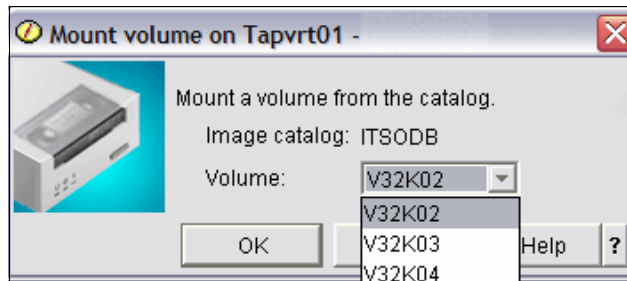 Mount volume on Tapvrt01 -
Mount a volume from the catalog.
Image catalog: ITSODB
Volume: V32K02
V32K02
OK V32K03 Help ?
V32K04